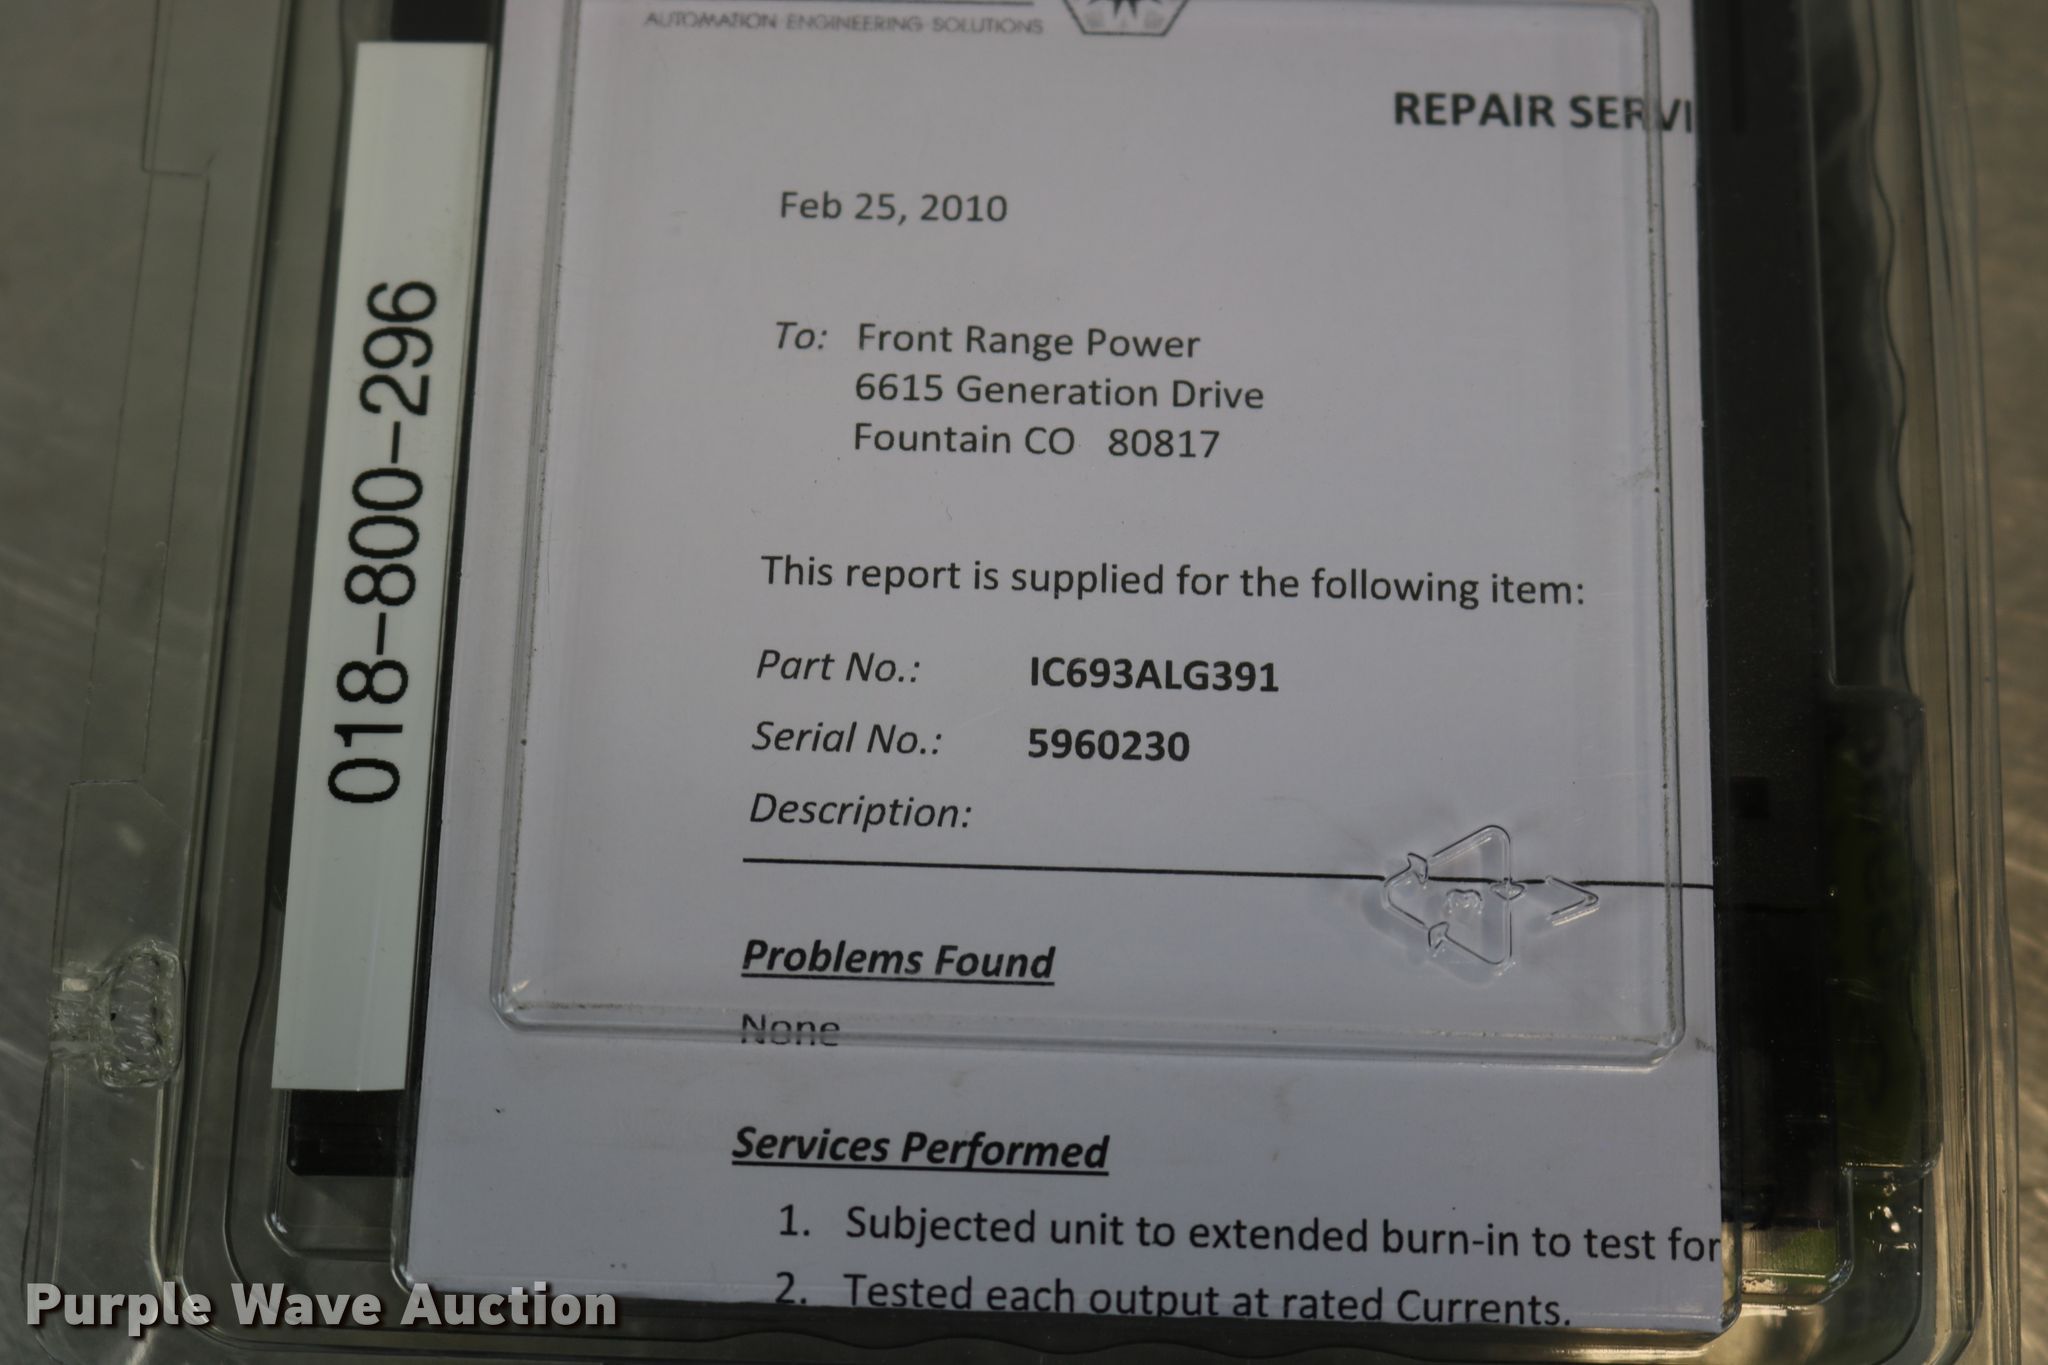 AUTOMATION ENGINEERING SOLUTIONS
REPAIR SERVI
Feb 25, 2010
To: Front Range Power
6615 Generation Drive
Fountain CO 80817
This report is supplied for the following item:
Part No.: IC693ALG391
Serial No.: 5960230
Description:
Problems Found
None
Services Performed
1. Subjected unit to extended burn-in to test for
2. Tested each output at rated Currents.
018-800-296
Purple Wave Auction